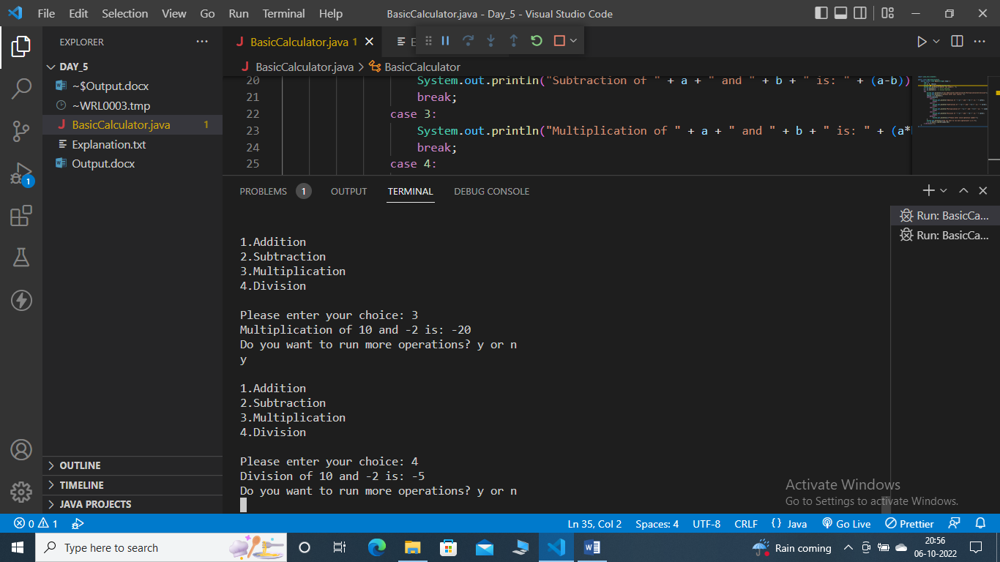 File Edit Selection View Go Run Terminal Help BasicCalculator.java - Day_5 - Visual Studio Code
EXPLORER
DAY_5
~$Output.docx
~WRL0003.tmp
BasicCalculator.java 1
Explanation.txt
Output.docx
OUTLINE
TIMELINE
JAVA PROJECTS
BasicCalculator.java 1 E
BasicCalculator.java > BasicCalculator
20 System.out.println("Subtraction of " + a + " and " + b + " is: " + (a-b))
21 break;
22 case 3:
23 System.out.println("Multiplication of " + a + " and " + b + " is: " + (a*
24 break;
25 case 4:
PROBLEMS 1 OUTPUT TERMINAL DEBUG CONSOLE
Run: BasicCa...
Run: BasicCa...
1.Addition
2.Subtraction
3.Multiplication
4.Division
Please enter your choice: 3
Multiplication of 10 and -2 is: -20
Do you want to run more operations? y or n
y
1.Addition
2.Subtraction
3.Multiplication
4.Division
Please enter your choice: 4
Division of 10 and -2 is: -5
Do you want to run more operations? y or n
Activate Windows
Go to Settings to activate Windows.
1
0 1 Ln 35, Col 2 Spaces: 4 UTF-8 CRLF {} Java Go Live Prettier
Type here to search Rain coming 20:56
06-10-2022